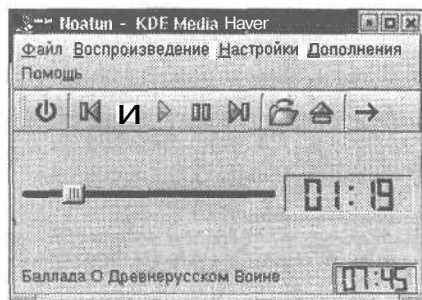 Noatun - KDE Media Haver
Файл Воспроизведение Настройки Дополнения
Помощь
И
01:19
Баллада О Древнерусском Воине
07:45